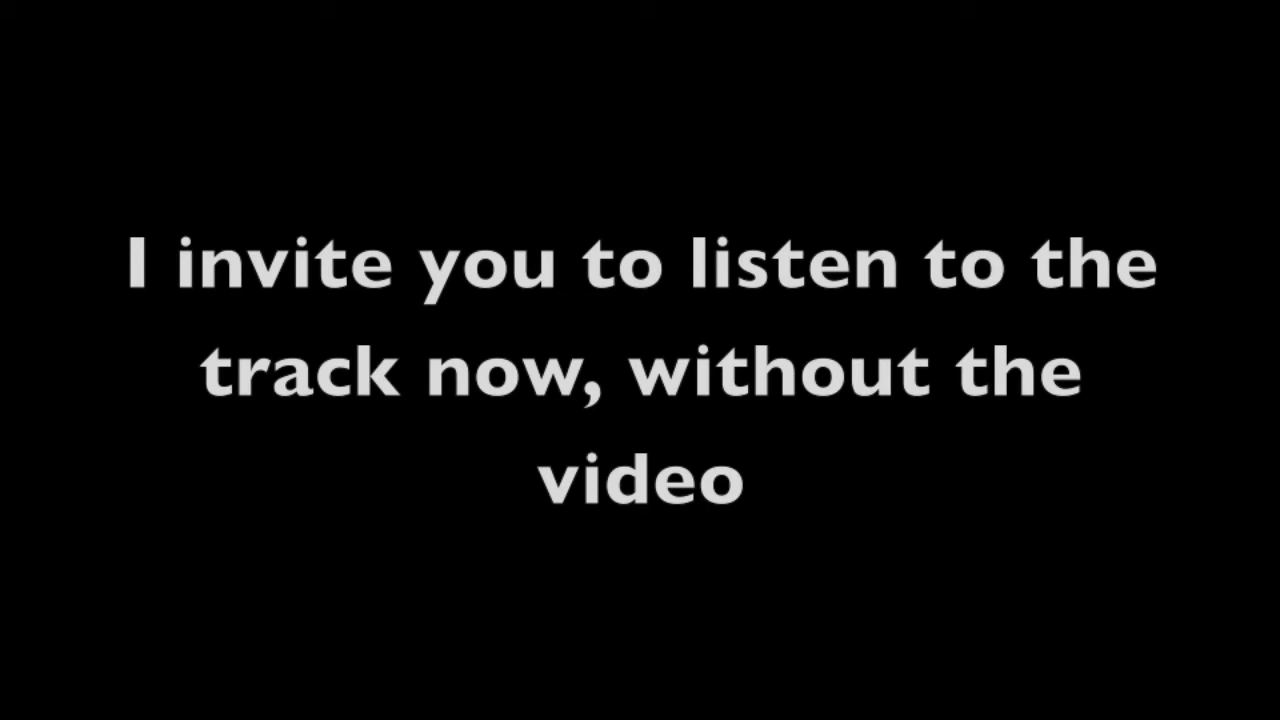 I invite you to listen to the
track now, without the
video